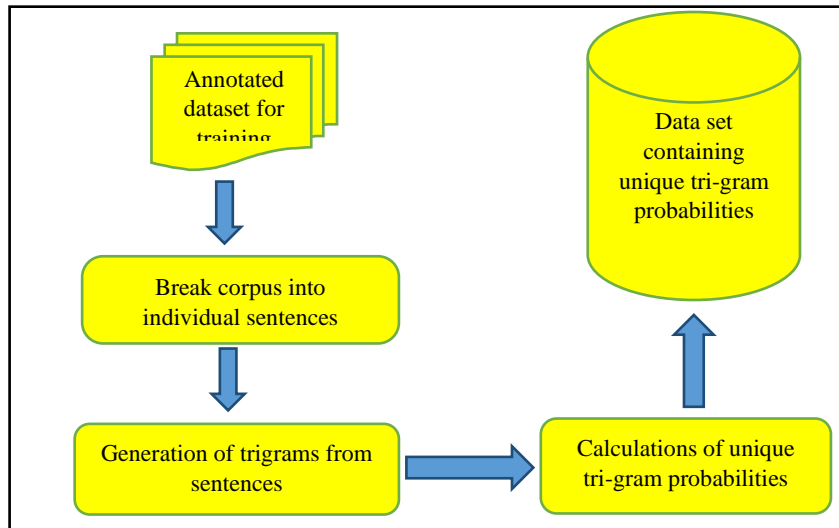 Annotated
dataset for
training
Break corpus into
individual sentences
Generation of trigrams from
sentences
Calculations of unique
tri-gram probabilities
Data set
containing
unique tri-gram
probabilities